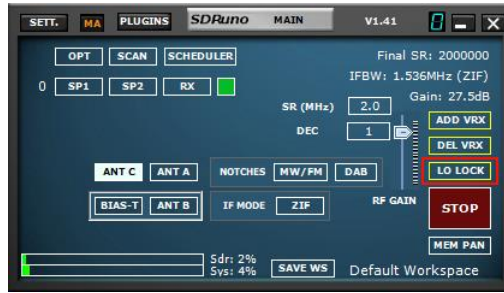 SETT. MA PLUGINS SDRuno MAIN V1.41
OPT SCAN SCHEDULER Final SR: 2000000
IFBW: 1.536MHz (ZIF)
0 SP1 SP2 RX Gain: 27.5dB
SR (MHz) 2.0
ADD VRX
DEC 1
DEL VRX
ANT C ANT A NOTCHES MW/FM DAB LO LOCK
BIAS-T ANT B IF MODE ZIF RF GAIN STOP
MEM PAN
Sdr: 2%
Sys: 4% SAVE WS Default Workspace